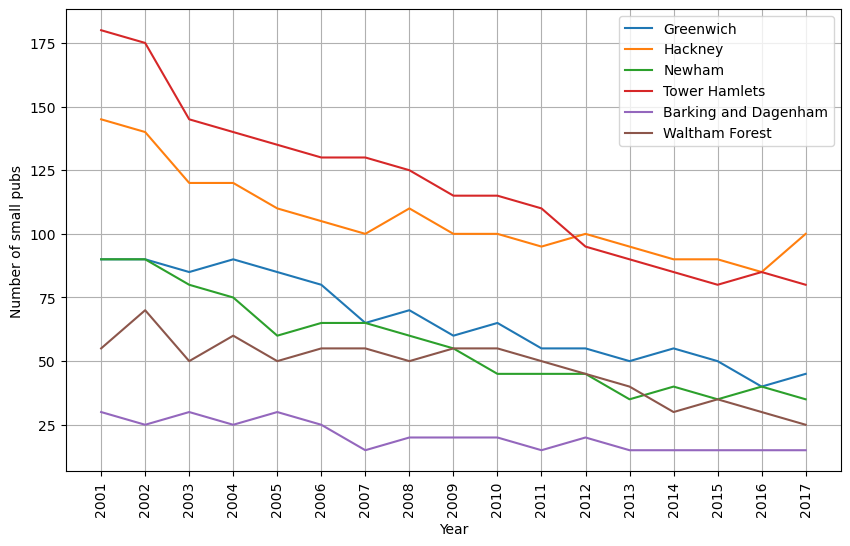 Greenwich
Hackney
Newham
Tower Hamlets
Barking and Dagenham
Waltham Forest
Number of small pubs
175
150
125
100
75
50
25
2001 2002 2003 2004 2005 2006 2007 2008 2009 2010 2011 2012 2013 2014 2015 2016 2017
Year